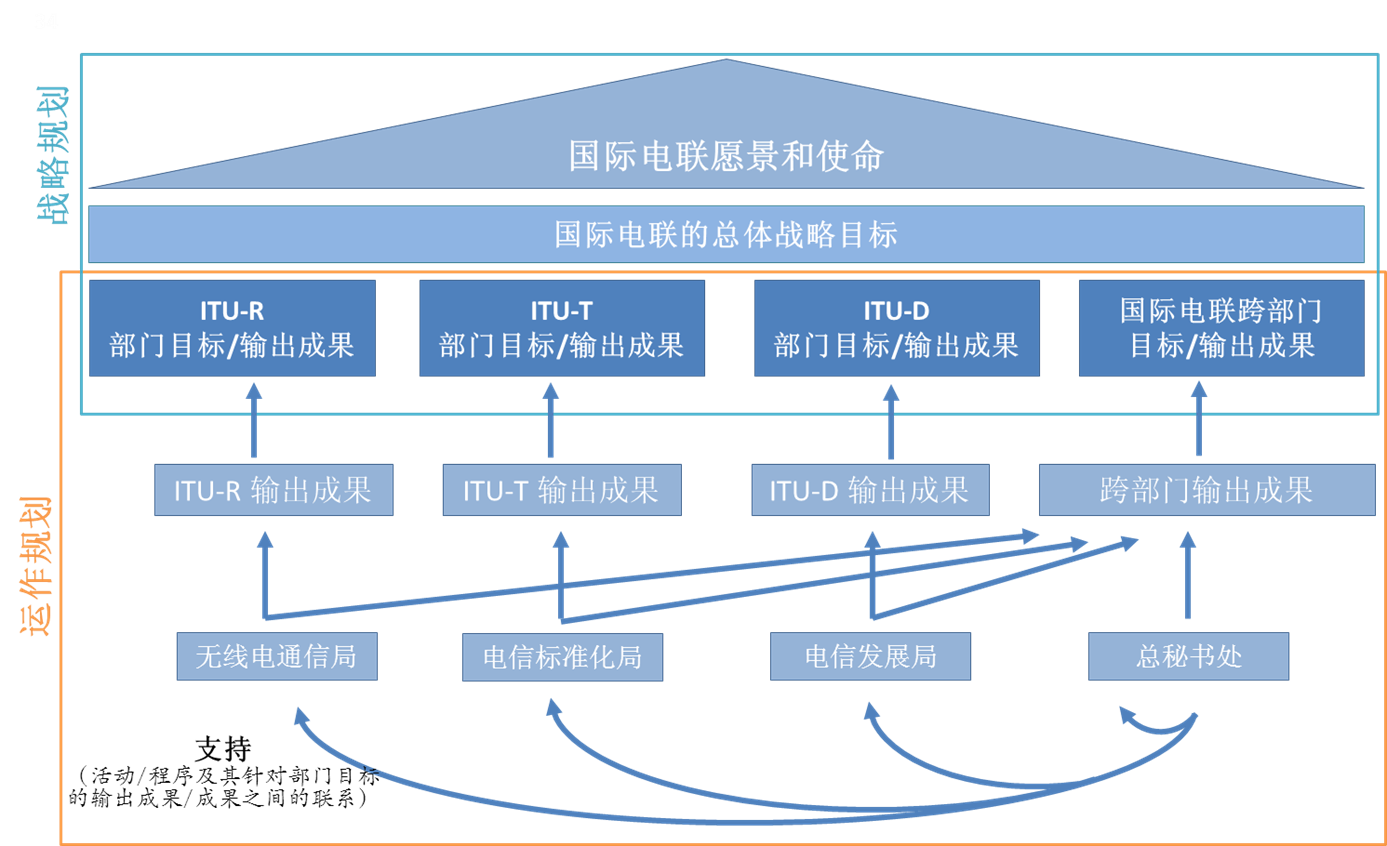 战略规划
国际电联愿景和使命
国际电联的总体战略目标
ITU-R
部门目标/输出成果
ITU-T
部门目标/输出成果
ITU-D
部门目标/输出成果
国际电联跨部门
目标/输出成果
运作规划
ITU-R 输出成果
ITU-T 输出成果
ITU-D 输出成果
跨部门输出成果
无线电通信局
电信标准化局
电信发展局
总秘书处
支持
（活动/程序及其针对部门目标
的输出成果/成果之间的联系）